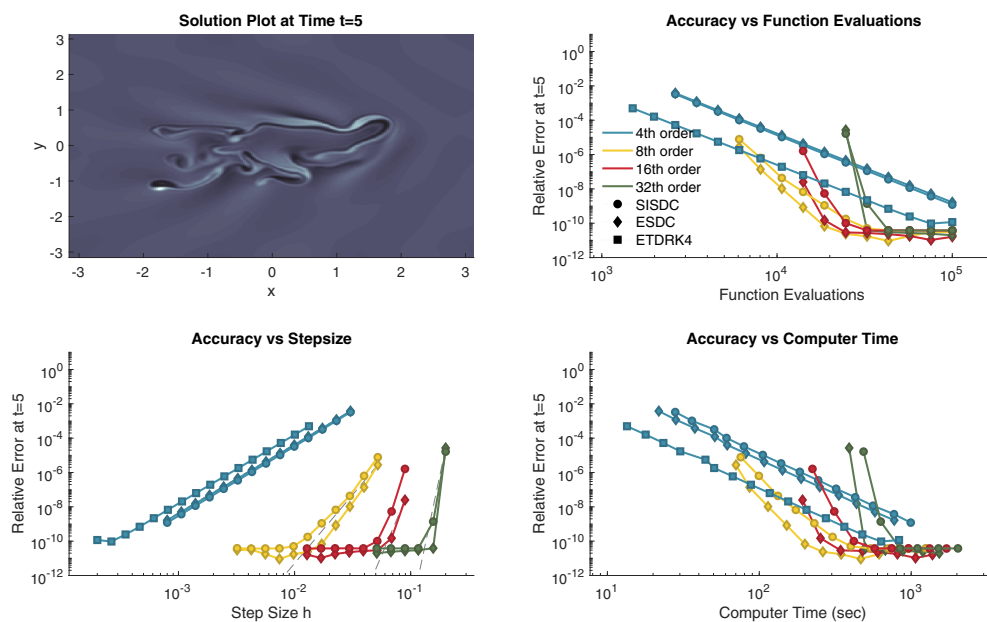 Solution Plot at Time t=5
3
2
1
0
-1
-2
-3
y
-3
-2
-1
0
1
2
3
x
Accuracy vs Function Evaluations
10^0
10^-2
10^-4
10^-6
10^-8
10^-10
10^-12
Relative Error at t=5
4th order
8th order
16th order
32th order
SISDC
ESDC
ETDRK4
10^3
10^4
10^5
Function Evaluations
Accuracy vs Stepsize
10^0
10^-2
10^-4
10^-6
10^-8
10^-10
10^-12
Relative Error at t=5
10^-3
10^-2
10^-1
Step Size h
Accuracy vs Computer Time
10^0
10^-2
10^-4
10^-6
10^-8
10^-10
10^-12
Relative Error at t=5
10^1
10^2
10^3
Computer Time (sec)